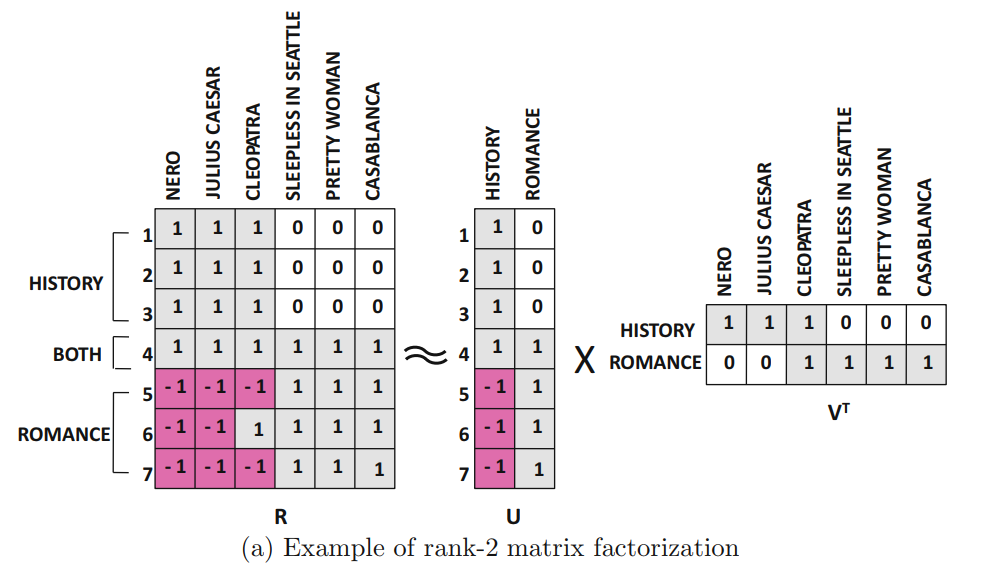 NERO JULIUS CAESAR CLEOPATRA SLEEPLESS IN SEATTLE PRETTY WOMAN CASABLANCA
HISTORY ROMANCE
NERO JULIUS CAESAR CLEOPATRA SLEEPLESS IN SEATTLE PRETTY WOMAN CASABLANCA
1 1 1 1 0 0 0
2 1 1 1 0 0 0
3 1 1 1 0 0 0
4 1 1 1 1 1 1
5 -1 -1 -1 1 1 1
6 -1 -1 1 1 1 1
7 -1 -1 -1 1 1 1
HISTORY
BOTH
ROMANCE
R
≈
1 1 0
2 1 0
3 1 0
4 1 1
5 -1 1
6 -1 1
7 -1 1
U
X
HISTORY 1 1 1 0 0 0
ROMANCE 0 0 1 1 1 1
Vᵀ
(a) Example of rank-2 matrix factorization